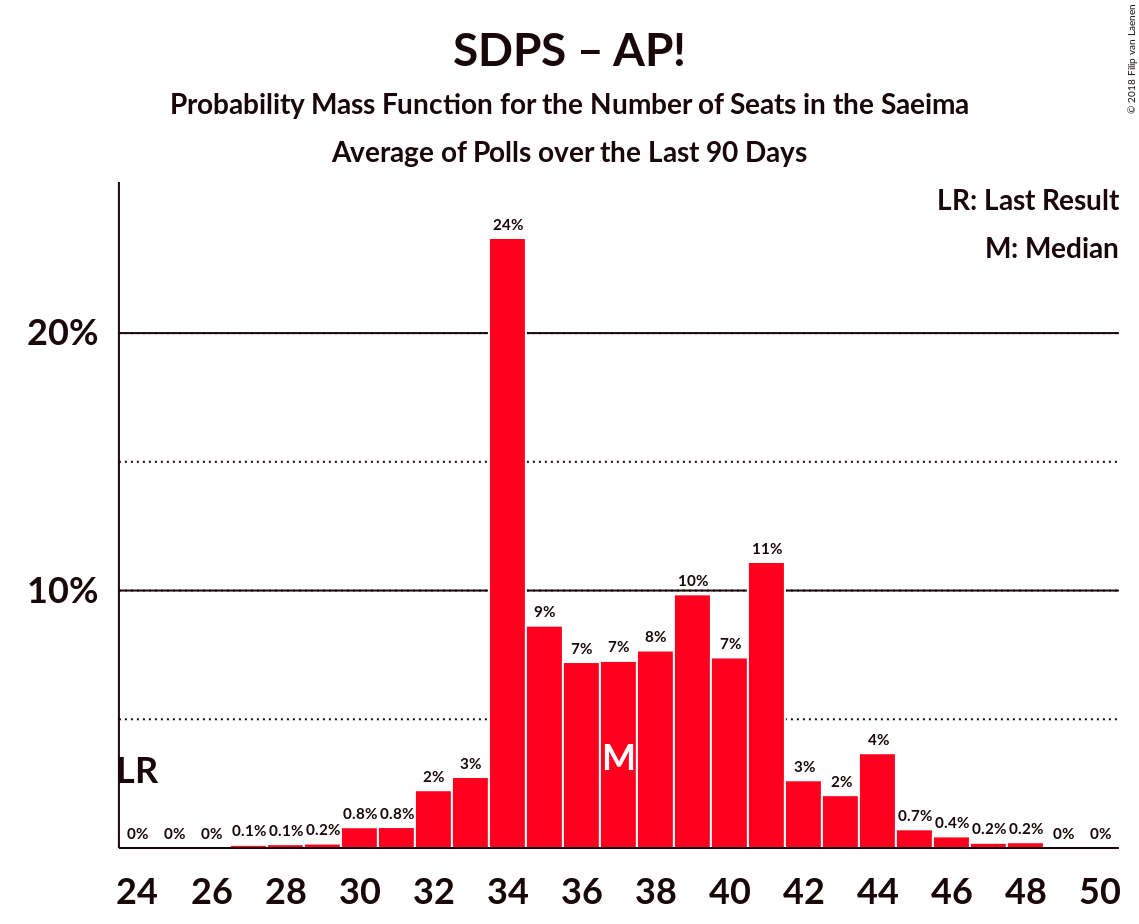 SDPS – AP!
Probability Mass Function for the Number of Seats in the Saeima
Average of Polls over the Last 90 Days
© 2018 Filip van Laenen
LR: Last Result
M: Median
20%
10%
LR
M
0% 0% 0% 0.1% 0.1% 0.2% 0.8% 0.8% 2% 3% 24% 9% 7% 7% 8% 10% 7% 11% 3% 2% 4% 0.7% 0.4% 0.2% 0.2% 0% 0%
24 26 28 30 32 34 36 38 40 42 44 46 48 50